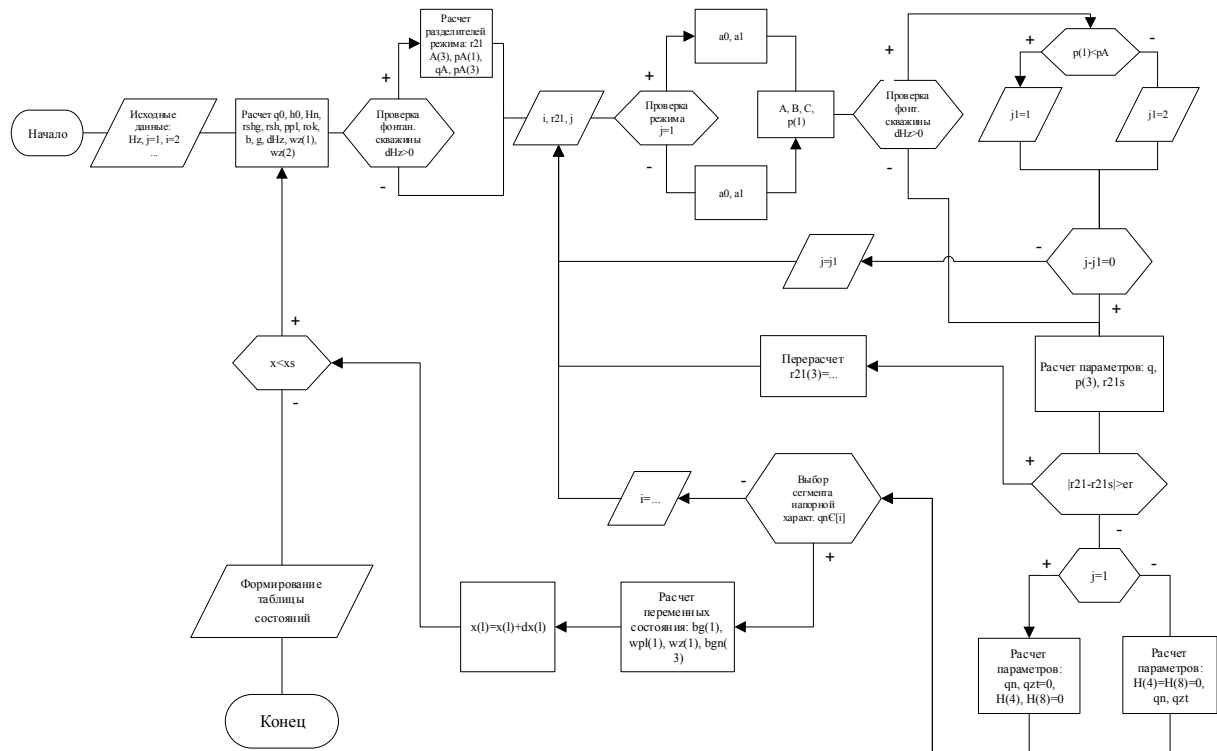 Начало
Исходные
данные:
Hz, j=1, i=2
...
Расчет q0, h0, Hn,
rshg, rsh, ppl, rok,
b, g, dHz, wz(1),
wz(2)
Проверка
фонтан.
скважины
dHz>0
+
-
Расчет
разделителей
режима: r21
A(3), pA(1),
qA, pA(3)
i, r21, j
Проверка
режима
j=1
+
-
a0, a1
a0, a1
A, B, C,
p(1)
Проверка
фонт.
скважины
dHz>0
+
-
p(1)<pA
+
-
j1=1
j1=2
j-j1=0
-
+
j=j1
Расчет параметров: q,
p(3), r21s
|r21-r21s|>er
+
-
Перерасчет
r21(3)=...
j=1
+
-
Расчет
параметров:
qn, qzt=0,
H(4), H(8)=0
Расчет
параметров:
H(4)=H(8)=0,
qn, qzt
Выбор
сегмента
напорной
характ. qnЄ[i]
-
+
i=...
Расчет
переменных
состояния: bg(1),
wpl(1), wz(1), bgn(
3)
x(l)=x(l)+dx(l)
x<xs
+
-
Формирование
таблицы
состояний
Конец